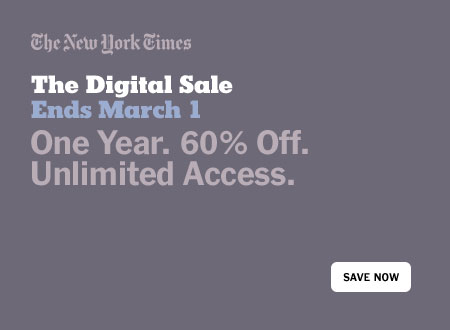 The New York Times
The Digital Sale
Ends March 1
One Year. 60% Off.
Unlimited Access.
SAVE NOW